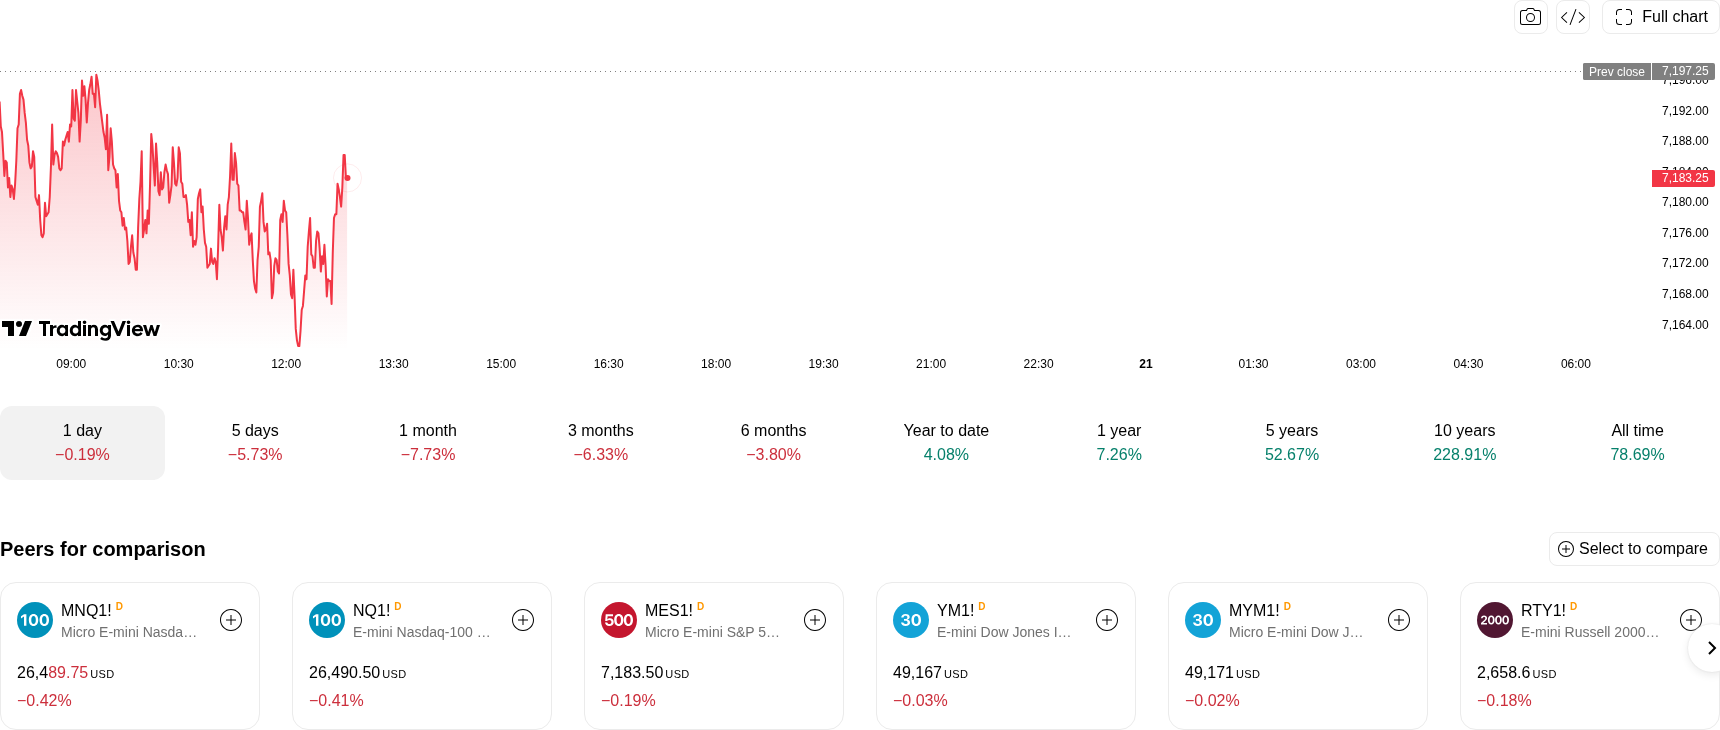 Full chart
Prev close 7,197.25
7,192.00
7,188.00
7,183.25
7,180.00
7,176.00
7,172.00
7,168.00
7,164.00
TradingView
09:00 10:30 12:00 13:30 15:00 16:30 18:00 19:30 21:00 22:30 21 01:30 03:00 04:30 06:00
1 day 5 days 1 month 3 months 6 months Year to date 1 year 5 years 10 years All time
−0.19% −5.73% −7.73% −6.33% −3.80% 4.08% 7.26% 52.67% 228.91% 78.69%
Peers for comparison
Select to compare
100 MNQ1! D
Micro E-mini Nasda…
26,489.75 USD
−0.42%
100 NQ1! D
E-mini Nasdaq-100 …
26,490.50 USD
−0.41%
500 MES1! D
Micro E-mini S&P 5…
7,183.50 USD
−0.19%
30 YM1! D
E-mini Dow Jones I…
49,167 USD
−0.03%
30 MYM1! D
Micro E-mini Dow J…
49,171 USD
−0.02%
2000 RTY1! D
E-mini Russell 2000…
2,658.6 USD
−0.18%